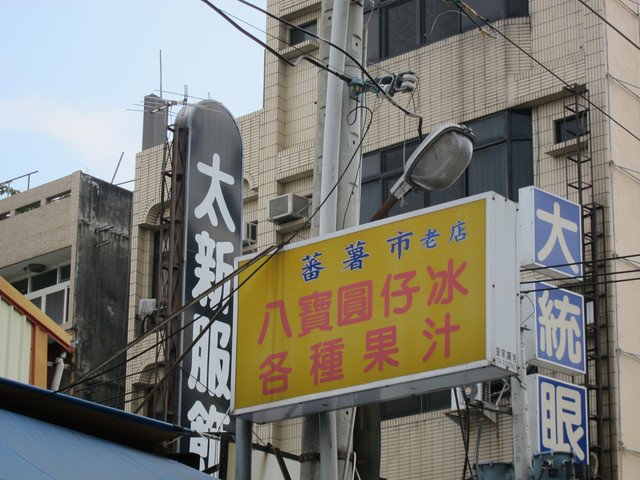 太新服飾
蕃薯市老店
八寶圓仔冰
各種果汁
大統眼